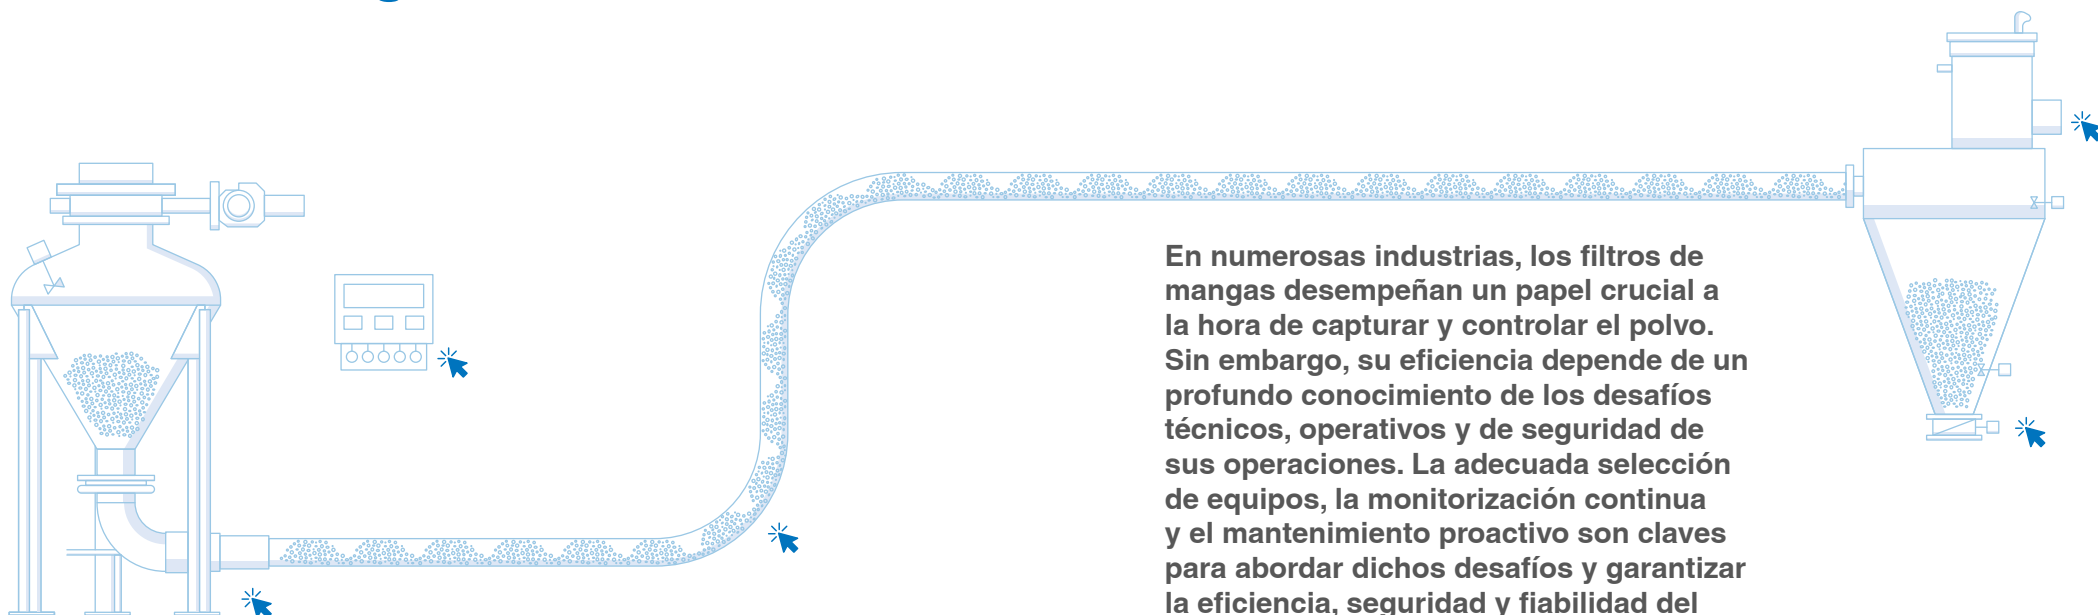 En numerosas industrias, los filtros de
mangas desempeñan un papel crucial a
la hora de capturar y controlar el polvo.
Sin embargo, su eficiencia depende de un
profundo conocimiento de los desafíos
técnicos, operativos y de seguridad de
sus operaciones. La adecuada selección
de equipos, la monitorización continua
y el mantenimiento proactivo son claves
para abordar dichos desafíos y garantizar
la eficiencia, seguridad y fiabilidad del